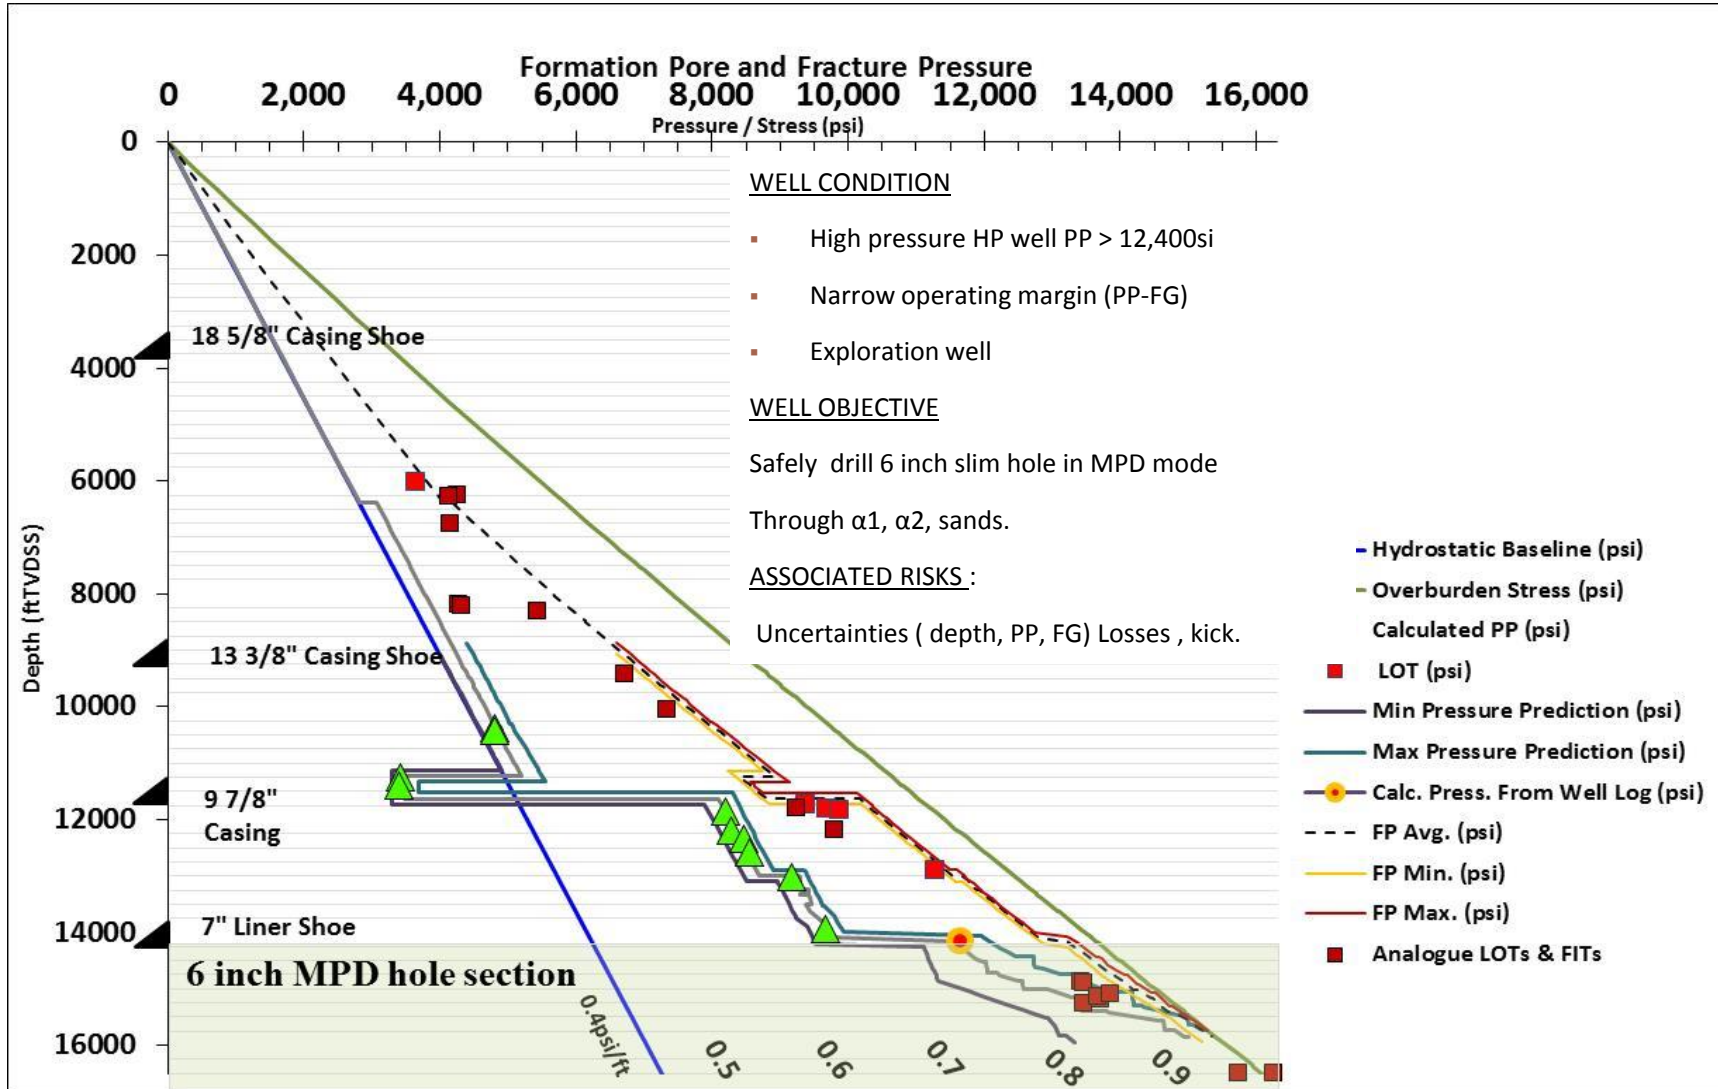 Formation Pore and Fracture Pressure
0 2,000 4,000 6,000 8,000 10,000 12,000 14,000 16,000
Pressure / Stress (psi)
Depth (ftTVDSS)
0
2000
4000
6000
8000
10000
12000
14000
16000
18 5/8" Casing Shoe
13 3/8" Casing Shoe
9 7/8"
Casing
7" Liner Shoe
6 inch MPD hole section
0.4psi/ft
0.5
0.6
0.7
0.8
0.9
WELL CONDITION
▪ High pressure HP well PP > 12,400si
▪ Narrow operating margin (PP-FG)
▪ Exploration well
WELL OBJECTIVE
Safely drill 6 inch slim hole in MPD mode
Through α1, α2, sands.
ASSOCIATED RISKS :
Uncertainties ( depth, PP, FG) Losses , kick.
Hydrostatic Baseline (psi)
Overburden Stress (psi)
Calculated PP (psi)
LOT (psi)
Min Pressure Prediction (psi)
Max Pressure Prediction (psi)
Calc. Press. From Well Log (psi)
FP Avg. (psi)
FP Min. (psi)
FP Max. (psi)
Analogue LOTs & FITs